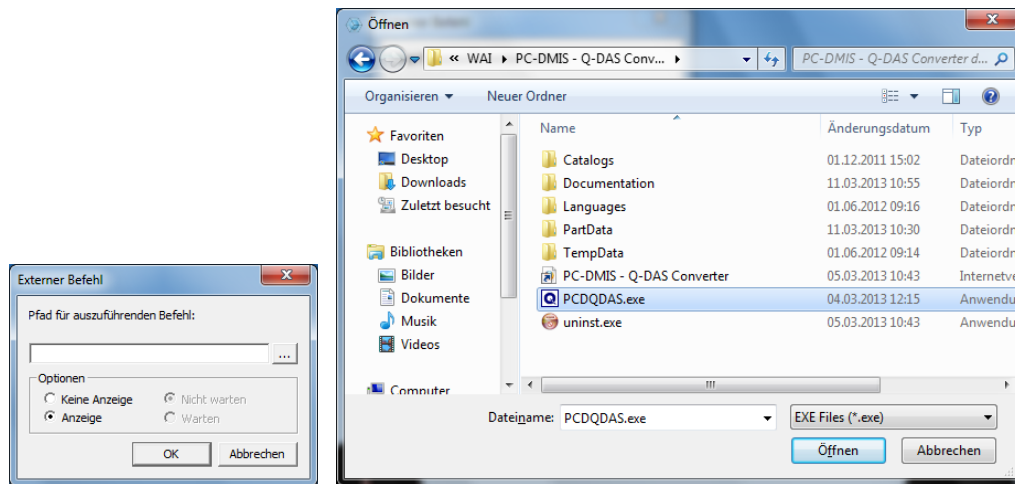 Externer Befehl
Pfad für auszuführenden Befehl:
...
Optionen
Keine Anzeige Nicht warten
Anzeige Warten
OK Abbrechen
Öffnen
« WAI PC-DMIS - Q-DAS Conv... PC-DMIS - Q-DAS Converter d...
Organisieren Neuer Ordner
Favoriten
Desktop
Downloads
Zuletzt besucht
Bibliotheken
Bilder
Dokumente
Musik
Videos
Computer
Name Änderungsdatum Typ
Catalogs 01.12.2011 15:02 Dateiordn
Documentation 11.03.2013 10:55 Dateiordn
Languages 01.06.2012 09:16 Dateiordn
PartData 11.03.2013 10:30 Dateiordn
TempData 01.06.2012 09:14 Dateiordn
PC-DMIS - Q-DAS Converter 05.03.2013 10:43 Internetve
PCDQDAS.exe 04.03.2013 12:15 Anwendu
uninst.exe 05.03.2013 10:43 Anwendu
Dateiname: PCDQDAS.exe EXE Files (*.exe)
Öffnen Abbrechen